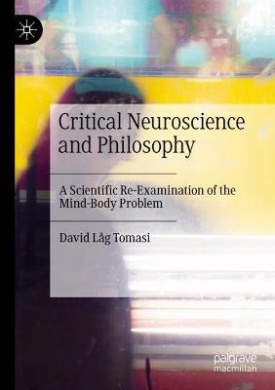 Critical Neuroscience
and Philosophy
A Scientific Re-Examination of the
Mind-Body Problem
David Låg Tomasi
palgrave
macmillan